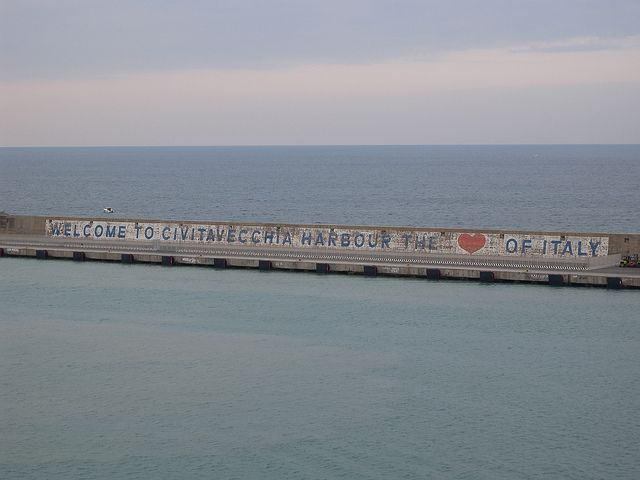 WELCOME TO CIVITAVECCHIA HARBOUR THE ❤ OF ITALY